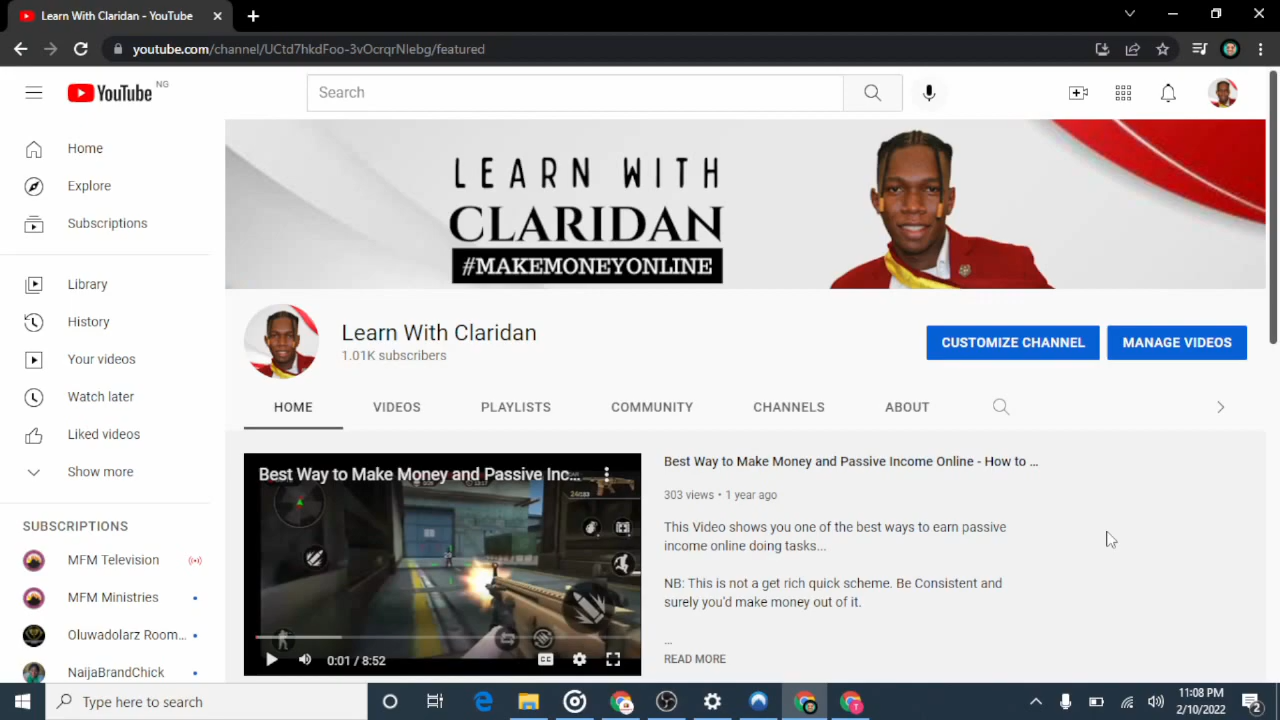 Learn With Claridan - YouTube
youtube.com/channel/UCtd7hkdFoo-3vOcrqrNIebg/featured
YouTube NG
Search
Home
Explore
Subscriptions
Library
History
Your videos
Watch later
Liked videos
Show more
SUBSCRIPTIONS
MFM Television
MFM Ministries
Oluwadolarz Room...
NaijaBrandChick
LEARN WITH
CLARIDAN
#MAKEMONEYONLINE
Learn With Claridan
1.01K subscribers
CUSTOMIZE CHANNEL
MANAGE VIDEOS
HOME
VIDEOS
PLAYLISTS
COMMUNITY
CHANNELS
ABOUT
Best Way to Make Money and Passive Inc...
0:01 / 8:52
CC
Best Way to Make Money and Passive Income Online - How to ...
303 views • 1 year ago
This Video shows you one of the best ways to earn passive
income online doing tasks...
NB: This is not a get rich quick scheme. Be Consistent and
surely you'd make money out of it.
...
READ MORE
Type here to search
11:08 PM
2/10/2022
2